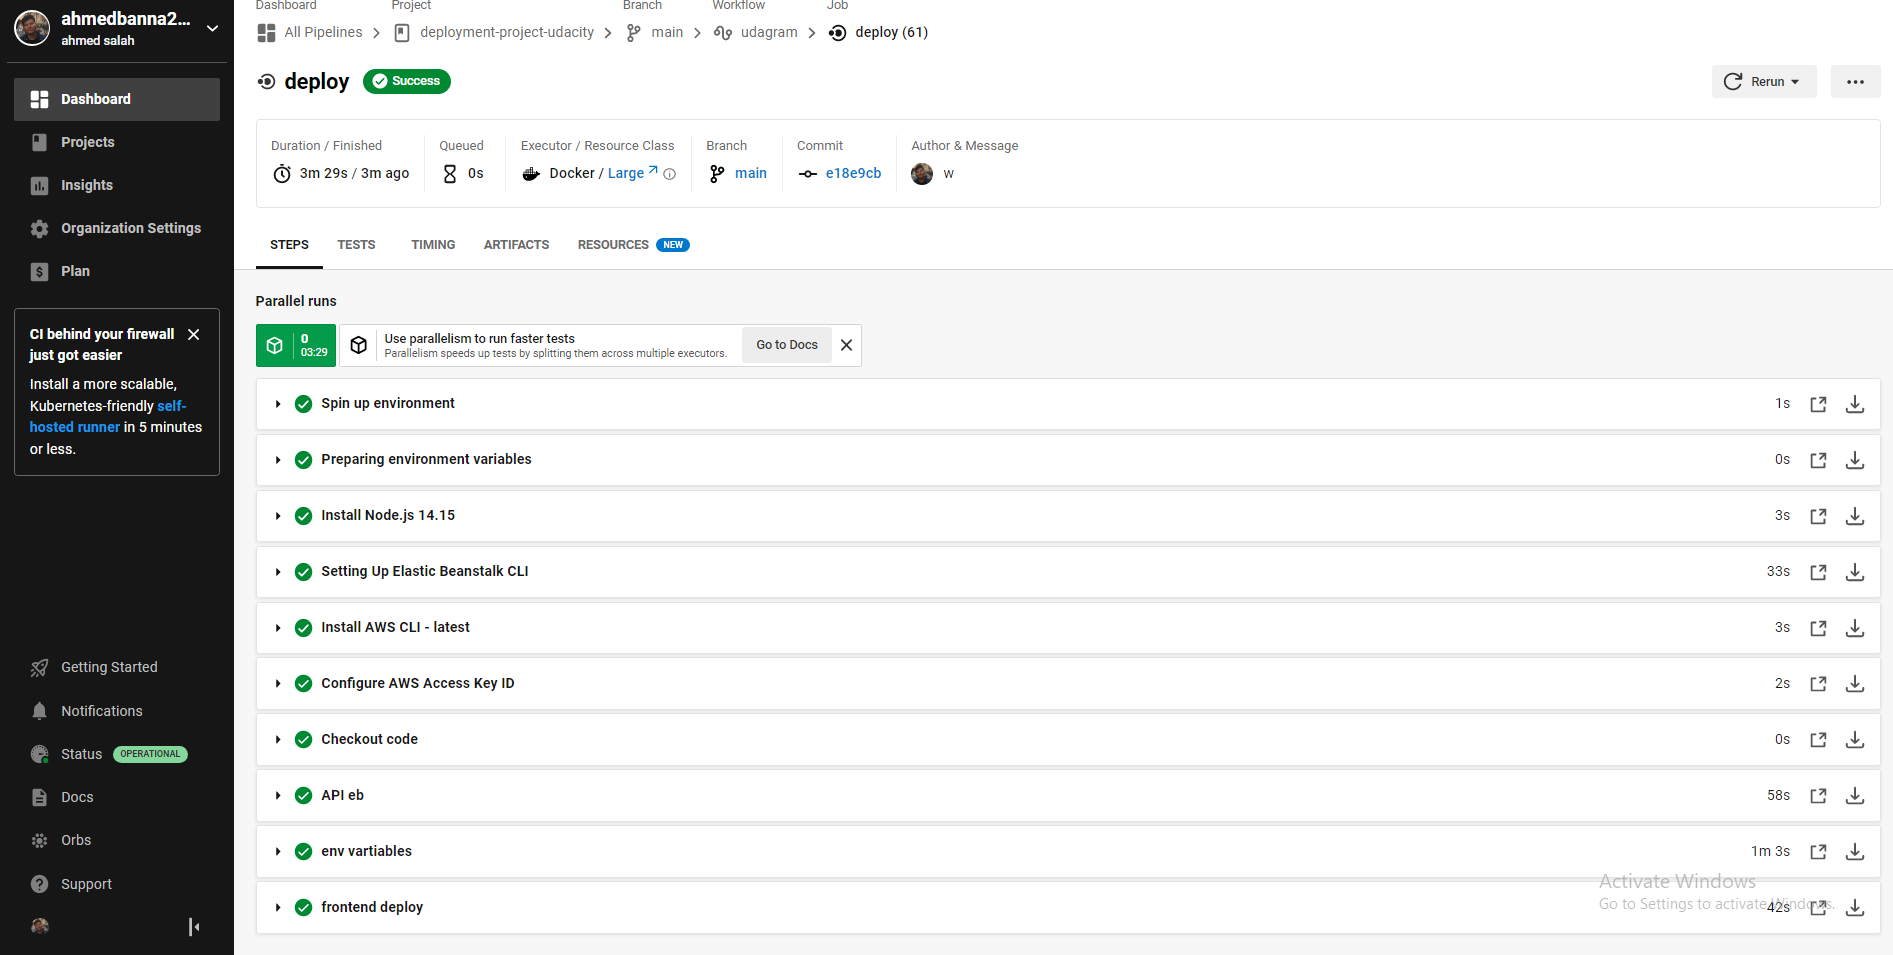 ahmedbanna2...
ahmed salah
Dashboard
Projects
Insights
Organization Settings
Plan
CI behind your firewall
just got easier
Install a more scalable,
Kubernetes-friendly self-
hosted runner in 5 minutes
or less.
Getting Started
Notifications
Status OPERATIONAL
Docs
Orbs
Support
Dashboard Project Branch Workflow Job
All Pipelines deployment-project-udacity main udagram deploy (61)
deploy Success
Rerun
Duration / Finished Queued Executor / Resource Class Branch Commit Author & Message
3m 29s / 3m ago 0s Docker / Large main e18e9cb w
STEPS TESTS TIMING ARTIFACTS RESOURCES NEW
Parallel runs
0
03:29
Use parallelism to run faster tests
Parallelism speeds up tests by splitting them across multiple executors.
Go to Docs
Spin up environment 1s
Preparing environment variables 0s
Install Node.js 14.15 3s
Setting Up Elastic Beanstalk CLI 33s
Install AWS CLI - latest 3s
Configure AWS Access Key ID 2s
Checkout code 0s
API eb 58s
env vartiables 1m 3s
frontend deploy 42s
Activate Windows
Go to Settings to activate Windows.